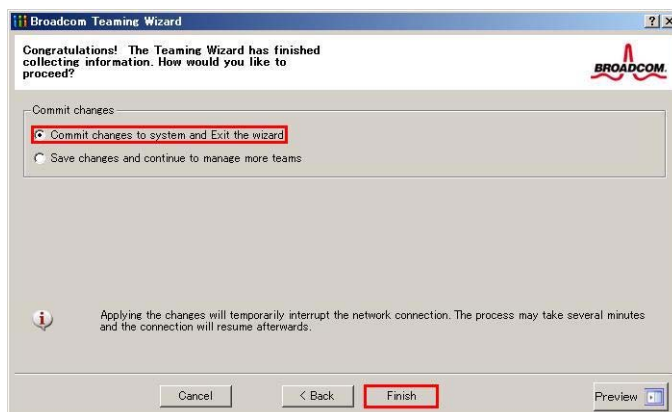 Broadcom Teaming Wizard
Congratulations! The Teaming Wizard has finished
collecting information. How would you like to
proceed?
BROADCOM.
Commit changes
Commit changes to system and Exit the wizard
Save changes and continue to manage more teams
Applying the changes will temporarily interrupt the network connection. The process may take several minutes
and the connection will resume afterwards.
Cancel
< Back
Finish
Preview